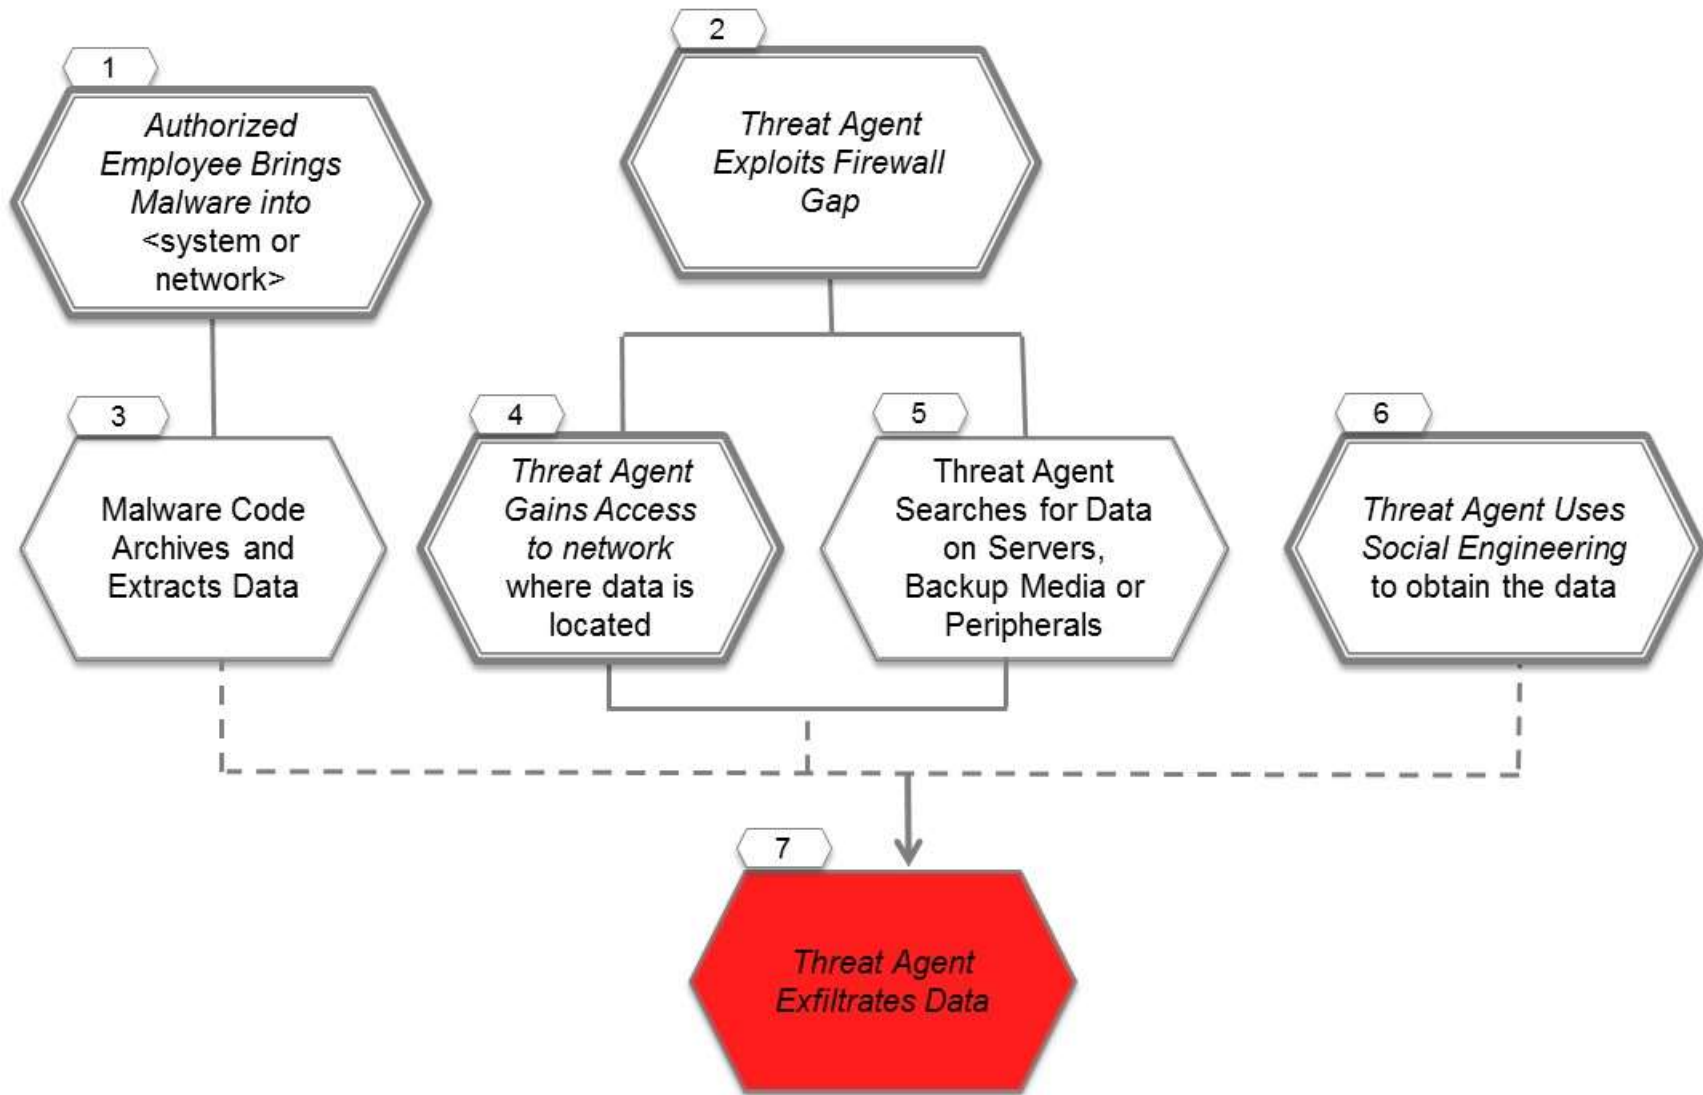 1
Authorized
Employee Brings
Malware into
<system or
network>
2
Threat Agent
Exploits Firewall
Gap
3
Malware Code
Archives and
Extracts Data
4
Threat Agent
Gains Access
to network
where data is
located
5
Threat Agent
Searches for Data
on Servers,
Backup Media or
Peripherals
6
Threat Agent Uses
Social Engineering
to obtain the data
7
Threat Agent
Exfiltrates Data